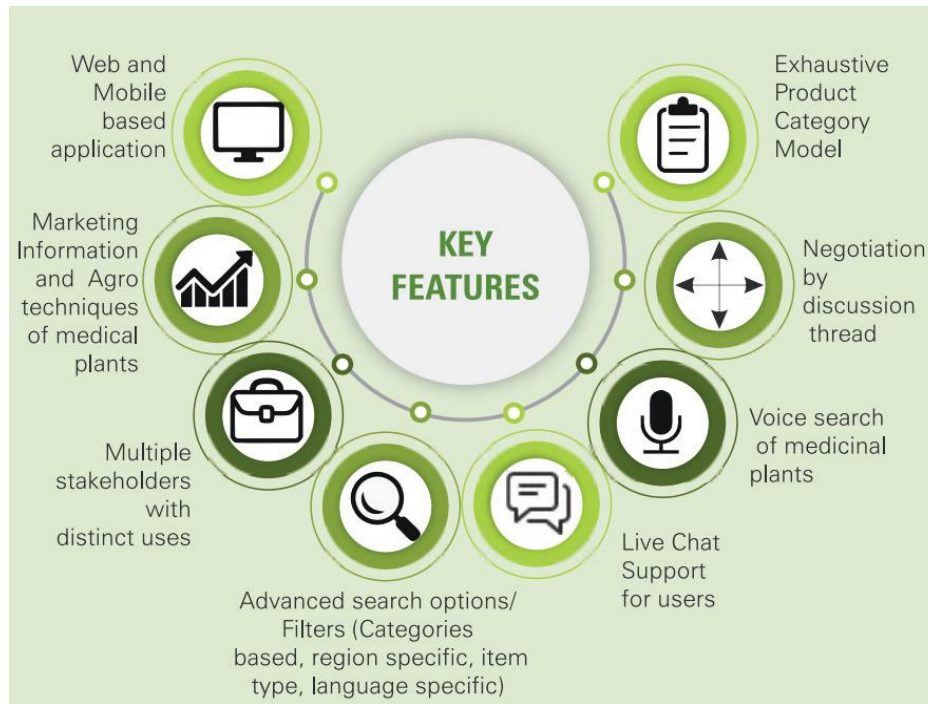 KEY
FEATURES
Web and
Mobile
based
application
Marketing
Information
and Agro
techniques
of medical
plants
Multiple
stakeholders
with
distinct uses
Advanced search options/
Filters (Categories
based, region specific, item
type, language specific)
Live Chat
Support
for users
Voice search
of medicinal
plants
Negotiation
by
discussion
thread
Exhaustive
Product
Category
Model